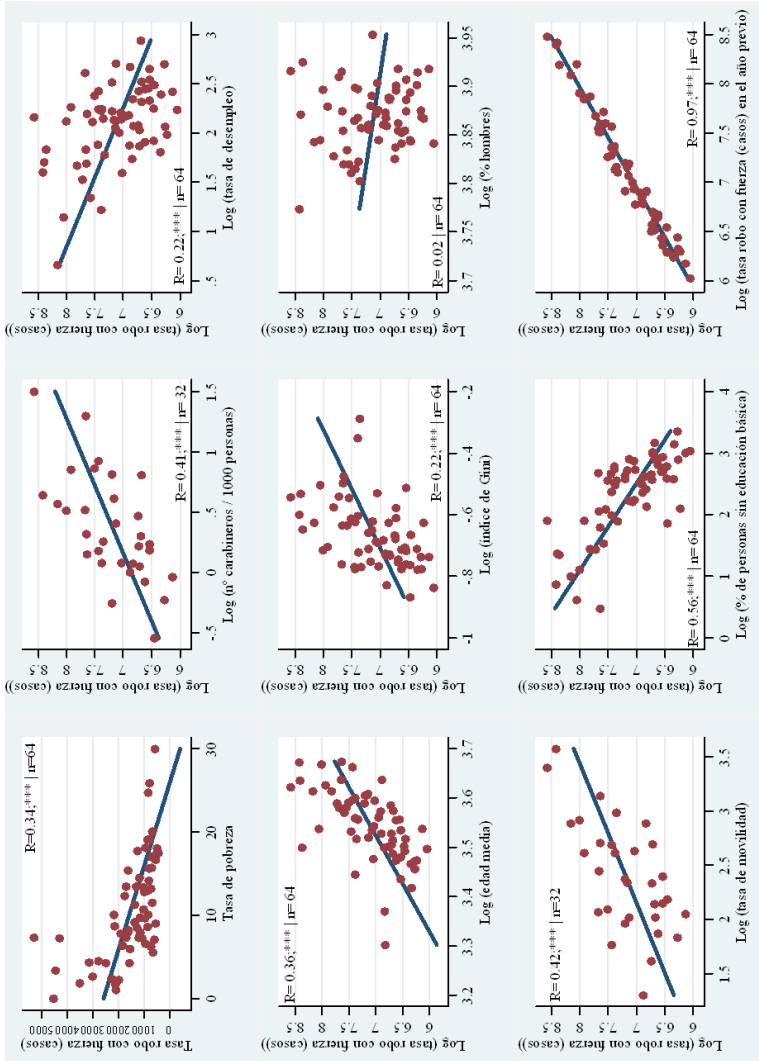 Tasa robo con fuerza (casos)
5000
4000
3000
2000
1000
0
R=0.34;*** | n=64
0 10 20 30
Tasa de pobreza
Log (tasa robo con fuerza (casos))
8.5
8
7.5
7
6.5
6
R=0.41;*** | n=32
-.5 0 .5 1 1.5
Log (n° carabineros / 1000 personas)
Log (tasa robo con fuerza (casos))
8.5
8
7.5
7
6.5
6
R=0.22;*** | n=64
.5 1 1.5 2 2.5 3
Log (tasa de desempleo)
Log (tasa robo con fuerza (casos))
8.5
8
7.5
7
6.5
6
R=0.36;*** | n=64
3.2 3.3 3.4 3.5 3.6 3.7
Log (edad media)
Log (tasa robo con fuerza (casos))
8.5
8
7.5
7
6.5
6
R=0.22;*** | n=64
-1 -.8 -.6 -.4 -.2
Log (índice de Gini)
Log (tasa robo con fuerza (casos))
8.5
8
7.5
7
6.5
6
R=0.02 | n=64
3.7 3.75 3.8 3.85 3.9 3.95
Log (% hombres)
Log (tasa robo con fuerza (casos))
8.5
8
7.5
7
6.5
6
R=0.42;*** | n=32
1.5 2 2.5 3 3.5
Log (tasa de movilidad)
Log (tasa robo con fuerza (casos))
8.5
8
7.5
7
6.5
6
R=0.56;*** | n=64
0 1 2 3 4
Log (% de personas sin educación básica)
Log (tasa robo con fuerza (casos))
8.5
8
7.5
7
6.5
6
R=0.97;*** | n=64
6 6.5 7 7.5 8 8.5
Log (tasa robo con fuerza (casos) en el año previo)